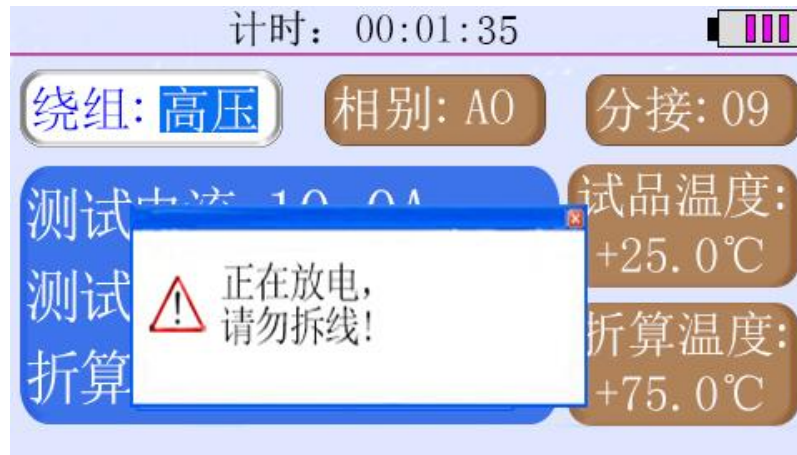 计时: 00:01:35
绕组: 高压
相别: AO
分接: 09
测试
试品温度:
+25.0℃
正在放电,
请勿拆线!
测试
折算温度:
+75.0℃
折算